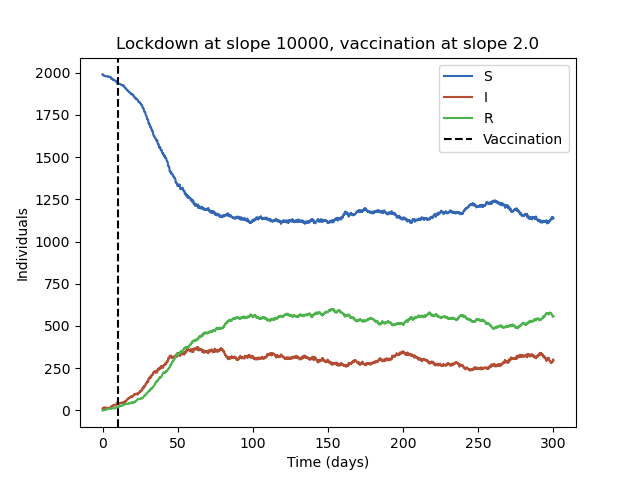 Lockdown at slope 10000, vaccination at slope 2.0
S
I
R
Vaccination
2000
1750
1500
1250
1000
750
500
250
0
Individuals
0 50 100 150 200 250 300
Time (days)